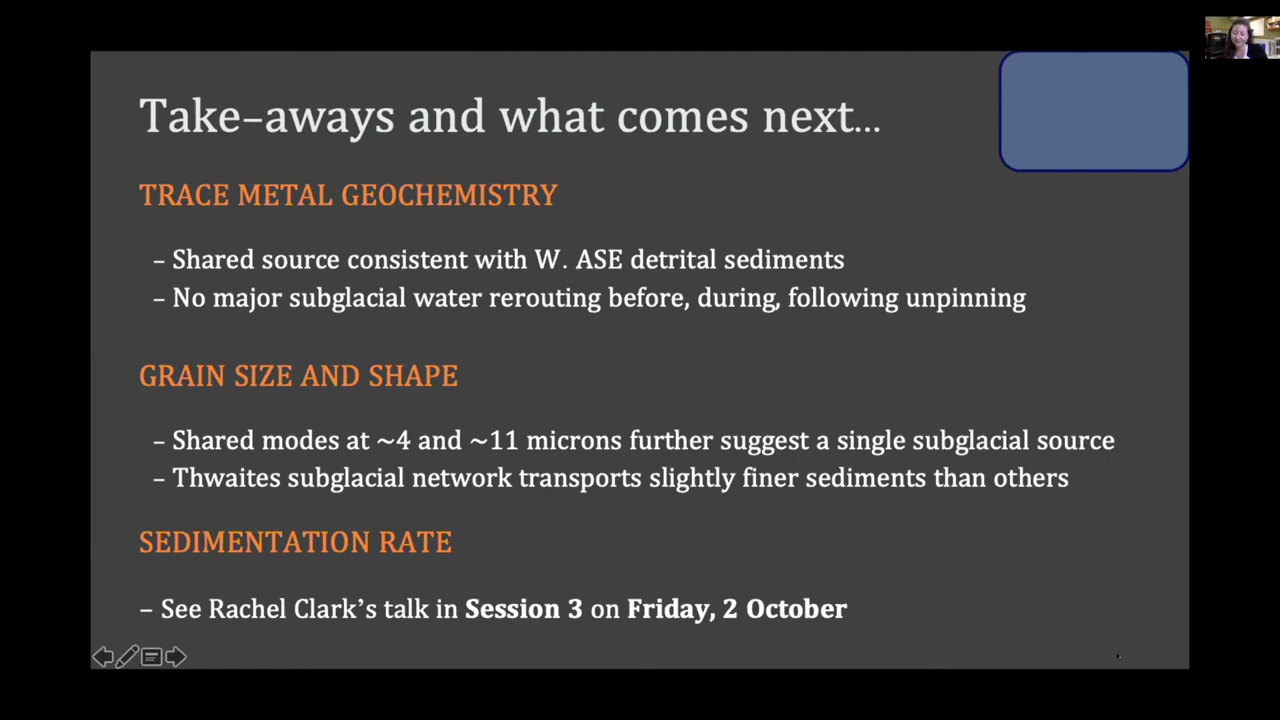 Take–aways and what comes next...
TRACE METAL GEOCHEMISTRY
– Shared source consistent with W. ASE detrital sediments
– No major subglacial water rerouting before, during, following unpinning
GRAIN SIZE AND SHAPE
– Shared modes at ~4 and ~11 microns further suggest a single subglacial source
– Thwaites subglacial network transports slightly finer sediments than others
SEDIMENTATION RATE
– See Rachel Clark’s talk in Session 3 on Friday, 2 October